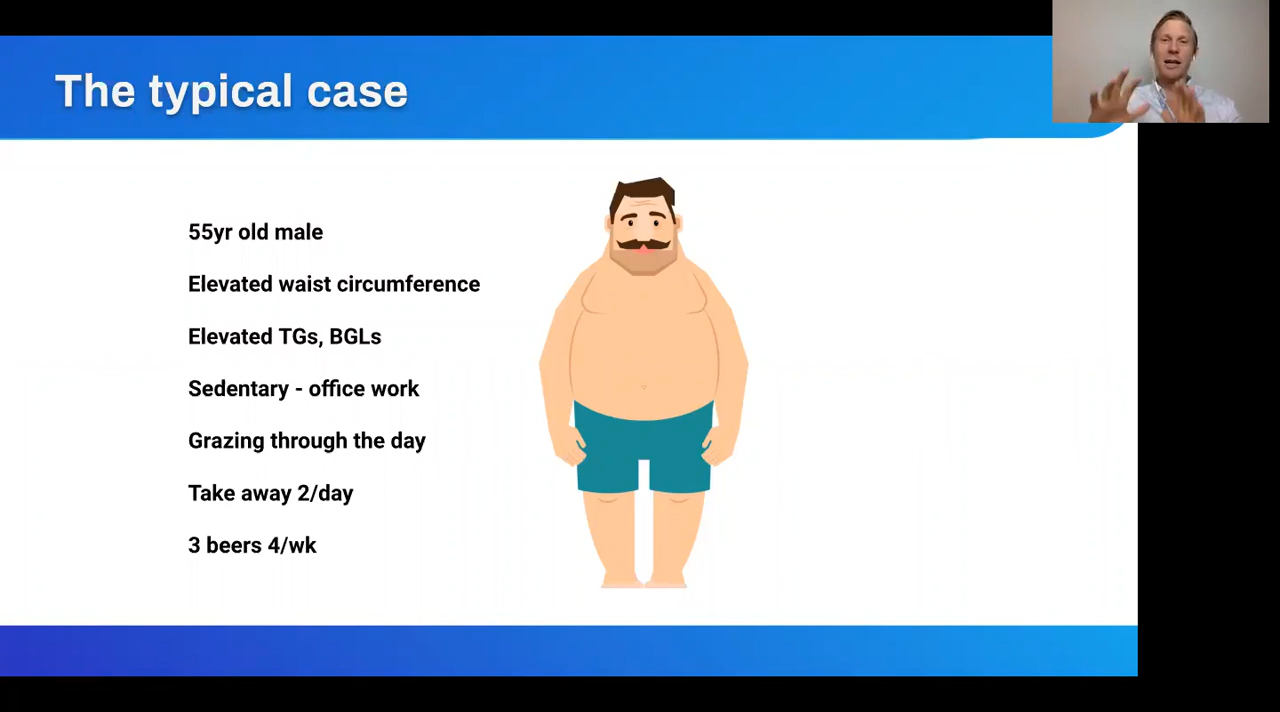 The typical case
55yr old male
Elevated waist circumference
Elevated TGs, BGLs
Sedentary - office work
Grazing through the day
Take away 2/day
3 beers 4/wk